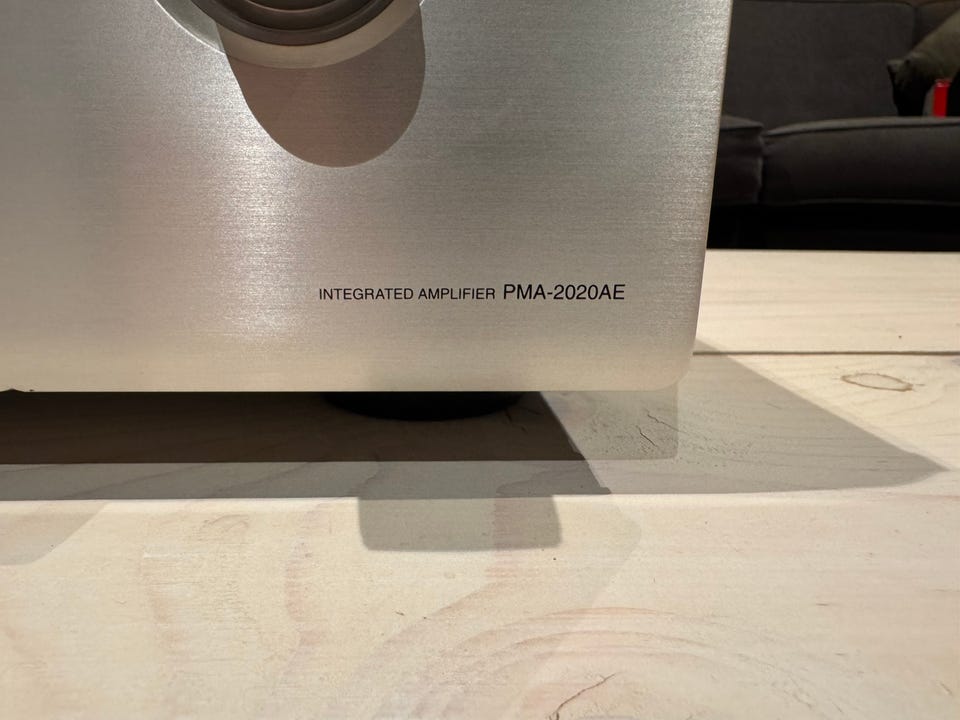 INTEGRATED AMPLIFIER PMA-2020AE